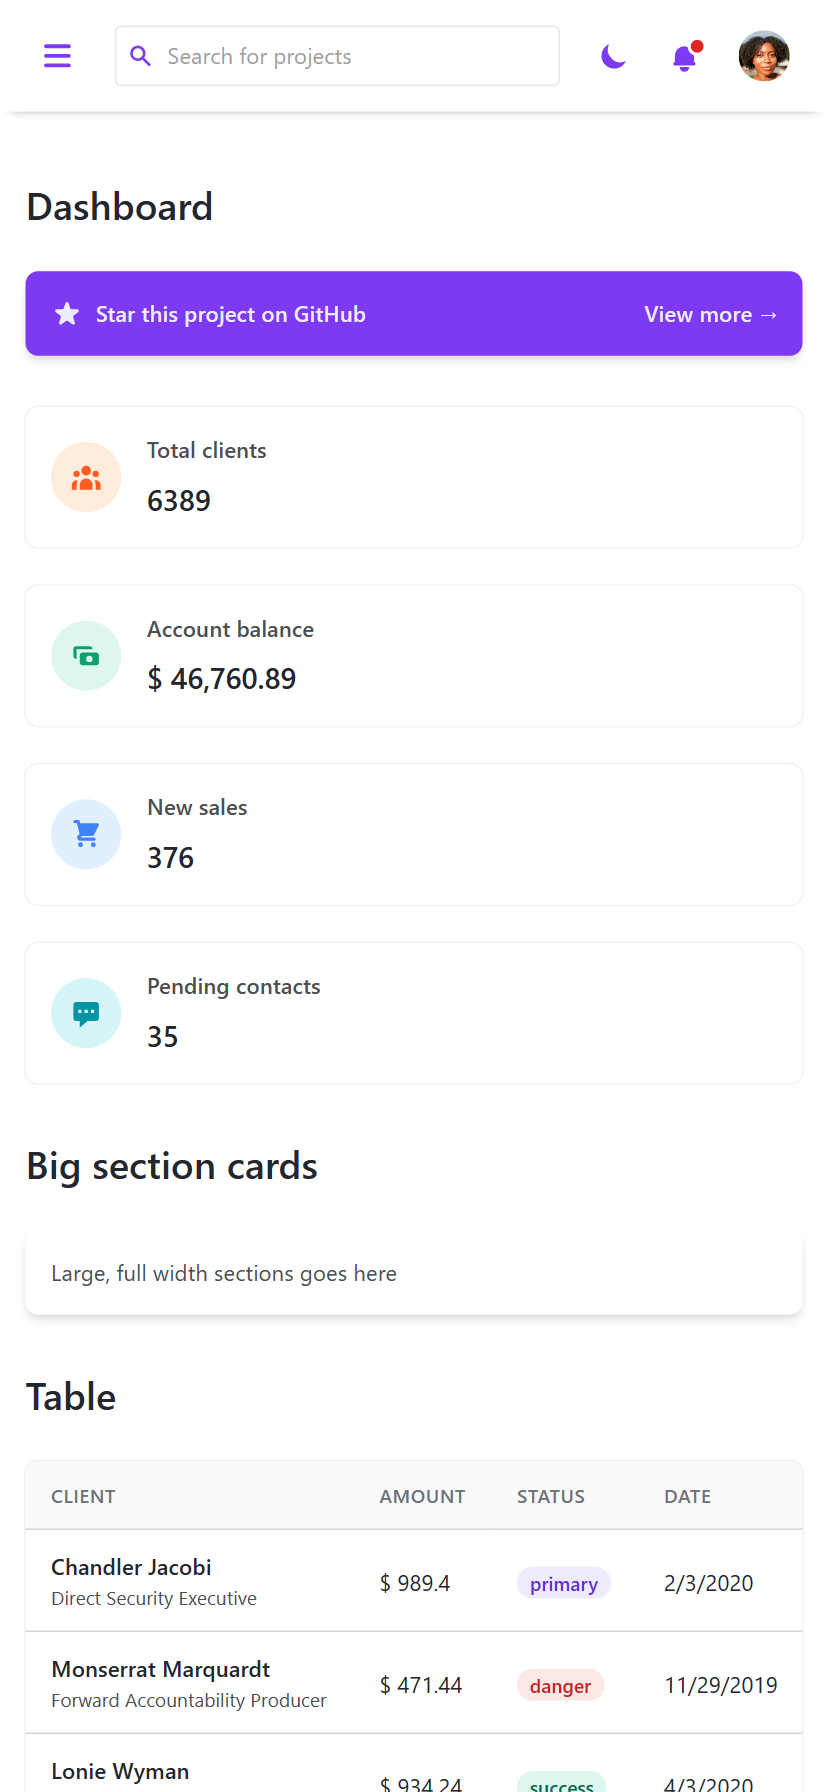 Search for projects
Dashboard
Star this project on GitHub View more →
Total clients
6389
Account balance
$ 46,760.89
New sales
376
Pending contacts
35
Big section cards
Large, full width sections goes here
Table
CLIENT AMOUNT STATUS DATE
Chandler Jacobi
Direct Security Executive
$ 989.4 primary 2/3/2020
Monserrat Marquardt
Forward Accountability Producer
$ 471.44 danger 11/29/2019
Lonie Wyman
$ 934.24 success 4/3/2020